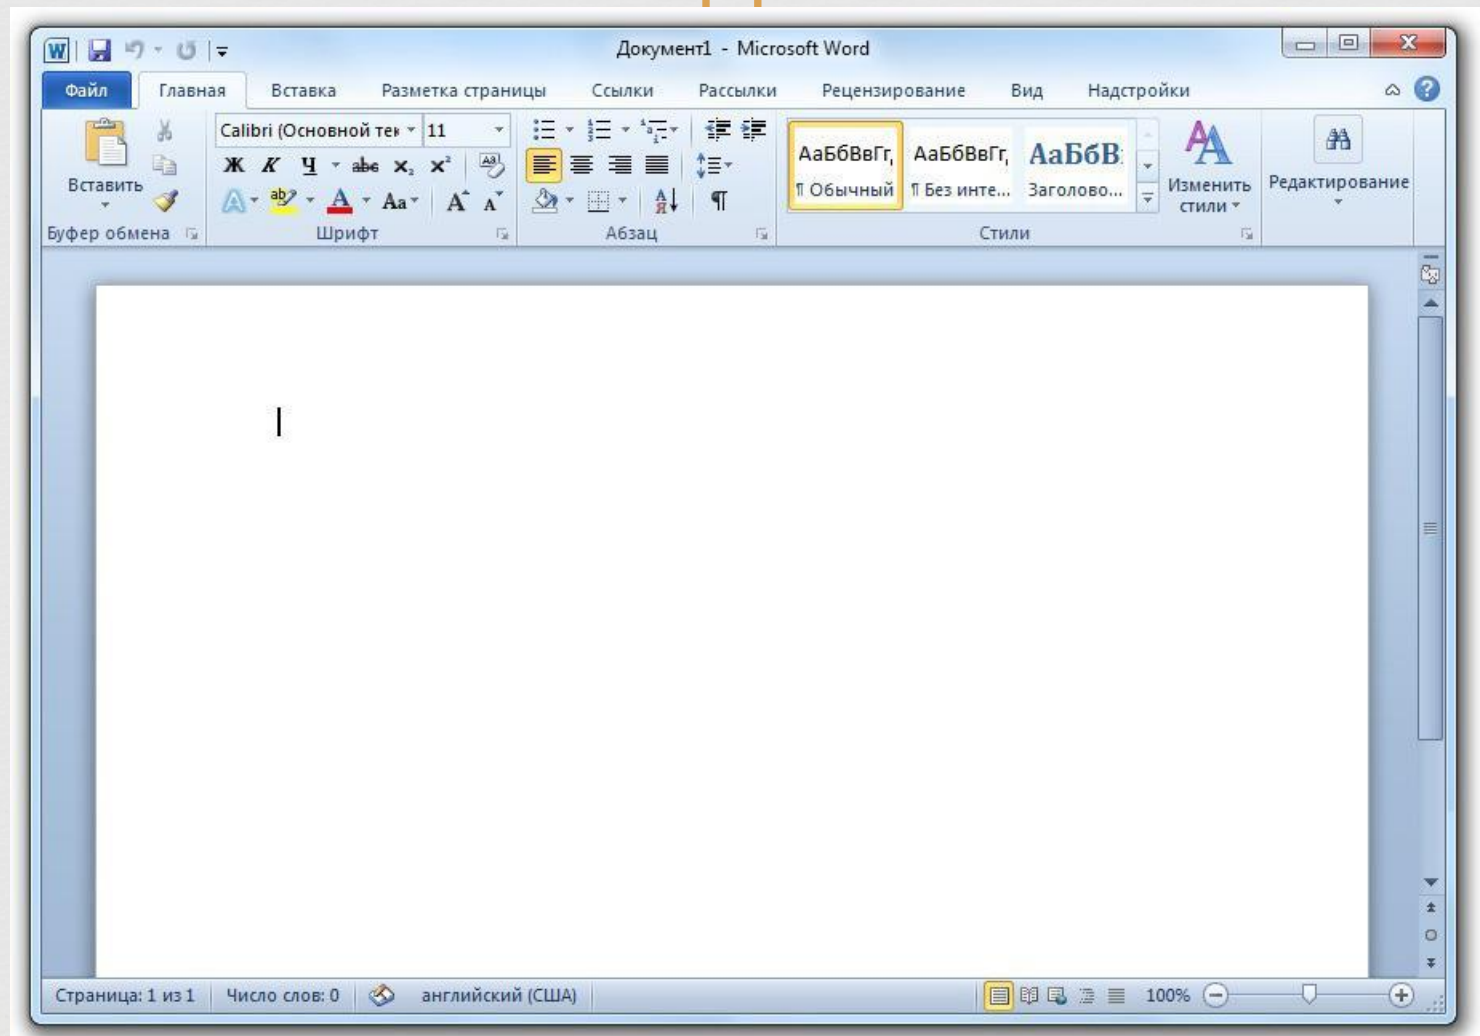 Документ1 - Microsoft Word
Файл Главная Вставка Разметка страницы Ссылки Рассылки Рецензирование Вид Надстройки
Calibri (Основной тек 11
АаБбВвГг, АаБбВвГг, АаБбВ
Ж К Ч abc x₂ x²
Вставить
¶ Обычный ¶ Без инте... Заголово...
Изменить стили
Редактирование
Aa A A
Буфер обмена Шрифт Абзац Стили
Страница: 1 из 1 Число слов: 0 английский (США) 100%